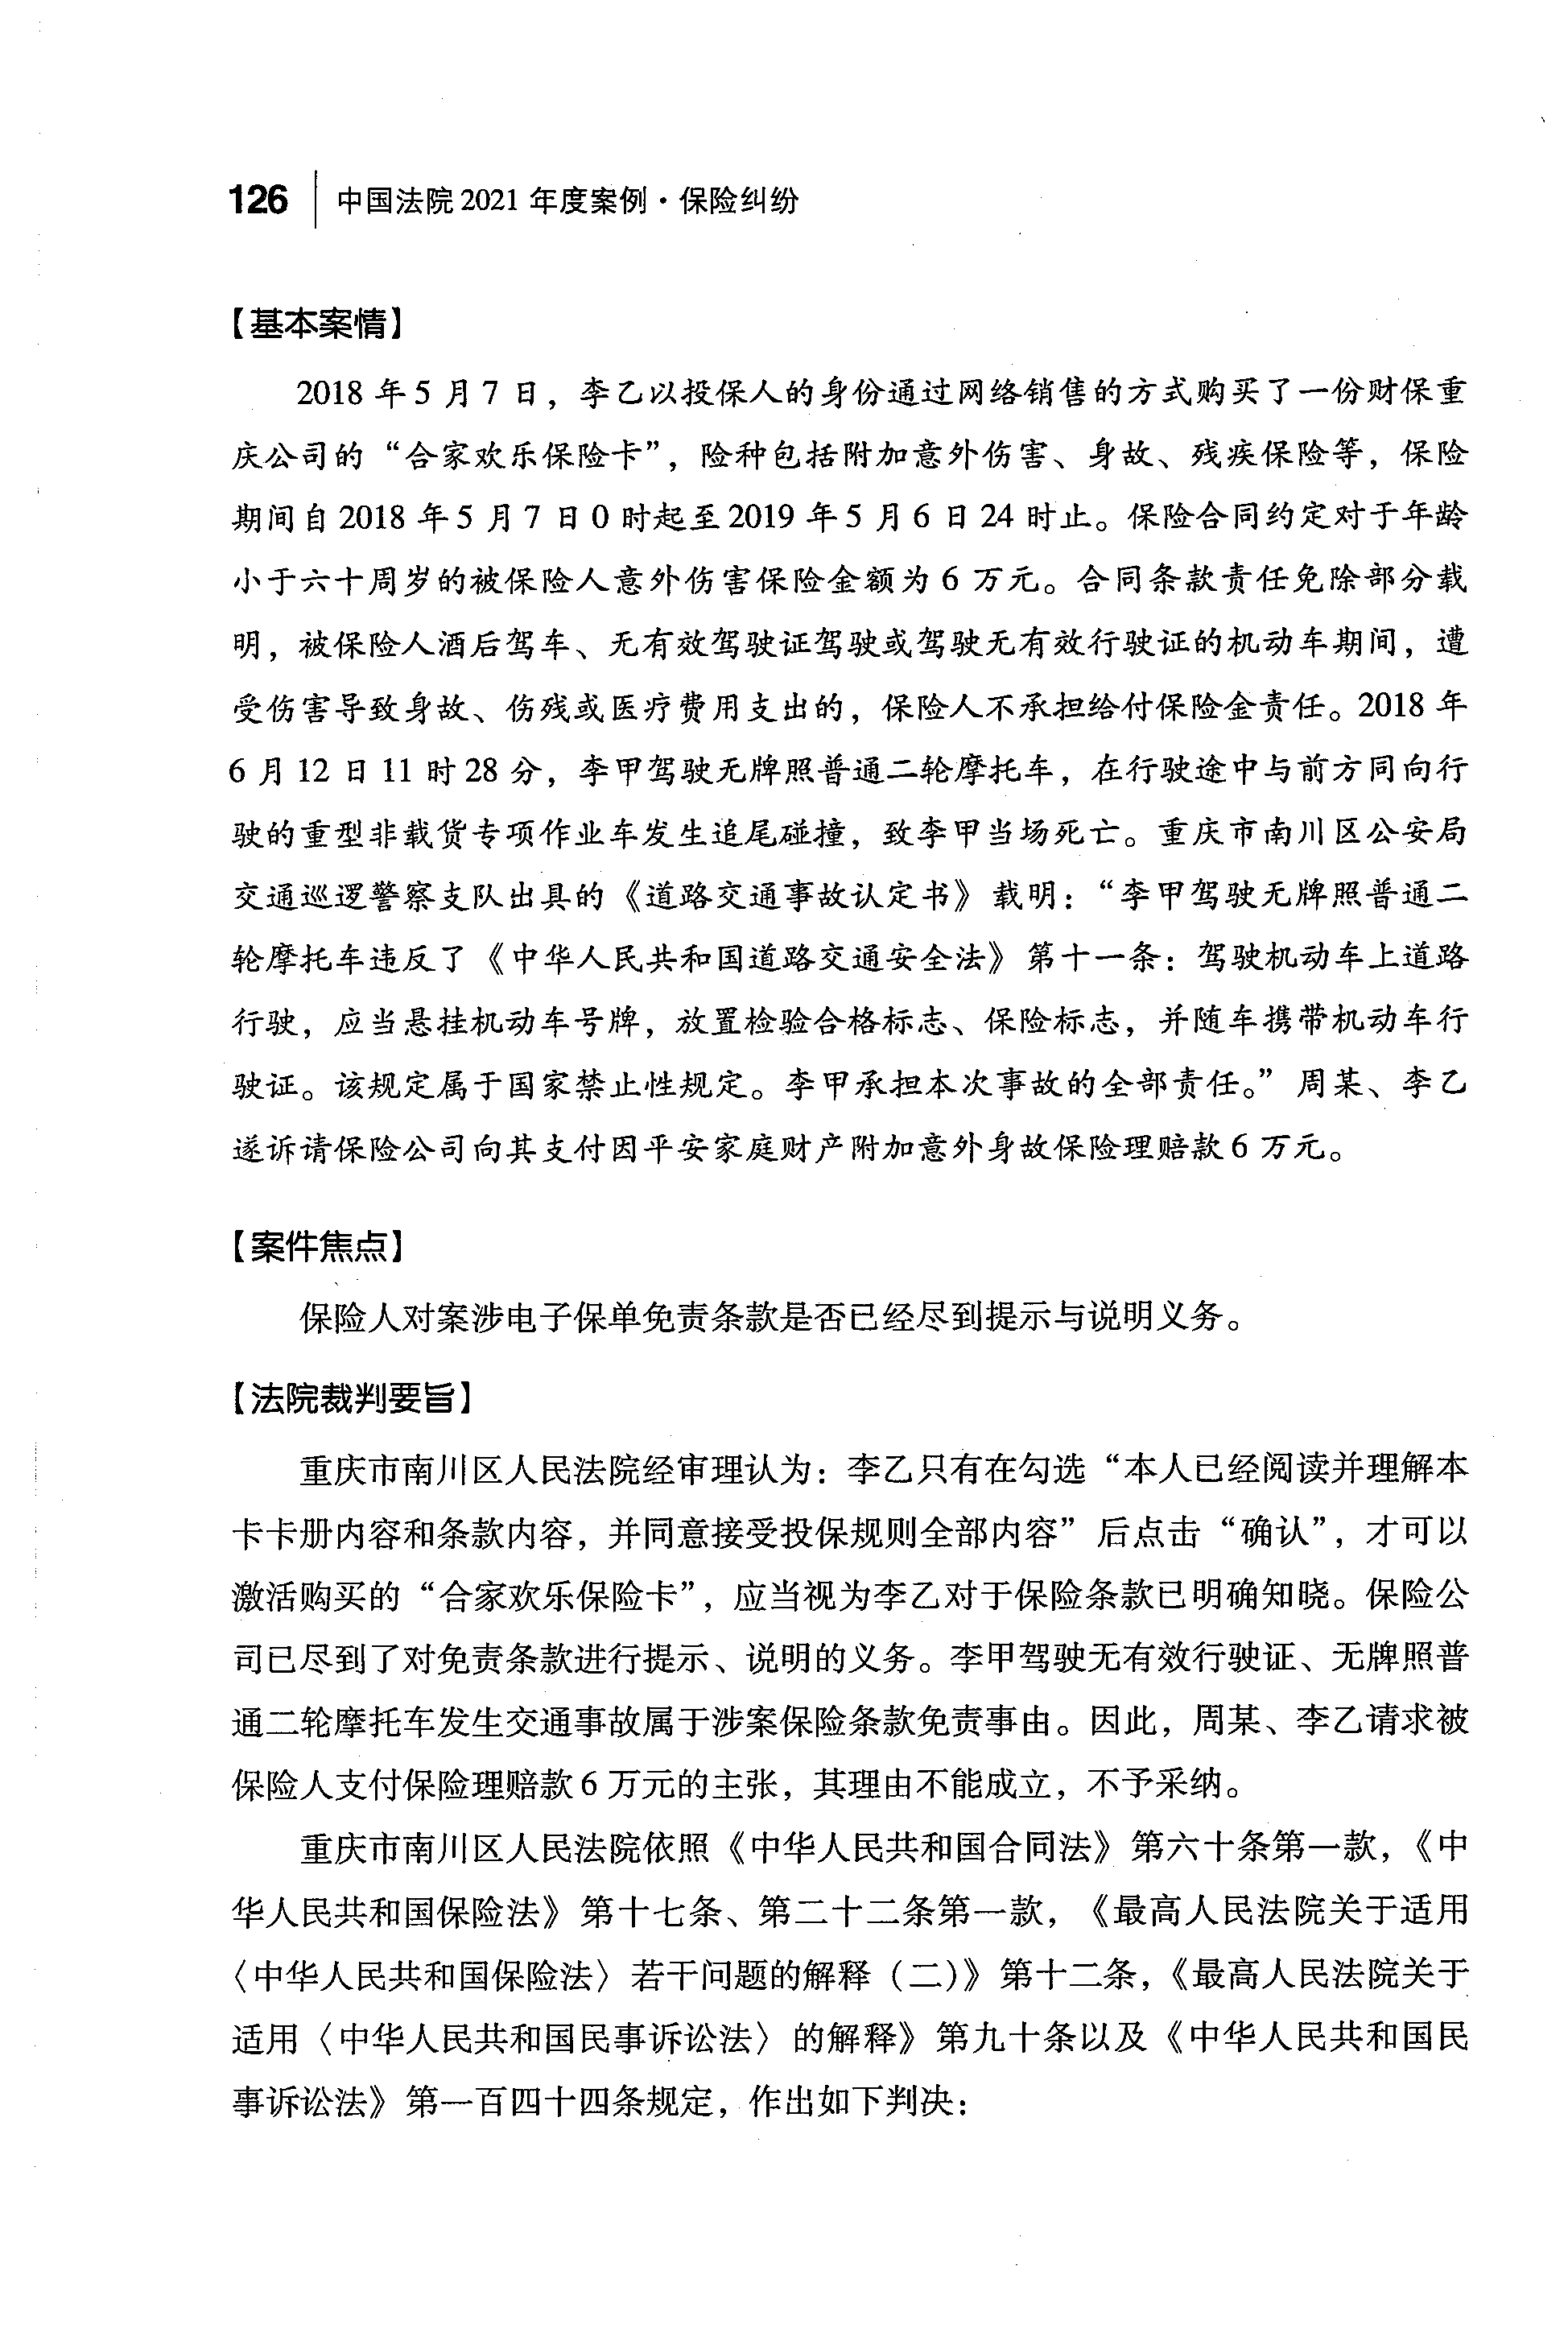 126 中国法院2021年度案例·保险纠纷
【基本案情】
2018年5月7日，李乙以投保人的身份通过网络销售的方式购买了一份财保重
庆公司的“合家欢乐保险卡”，险种包括附加意外伤害、身故、残疾保险等，保险
期间自2018年5月7日0时起至2019年5月6日24时止。保险合同约定对于年龄
小于六十周岁的被保险人意外伤害保险金额为6万元。合同条款责任免除部分载
明，被保险人酒后驾车、无有效驾驶证驾驶或驾驶无有效行驶证的机动车期间，遭
受伤害导致身故、伤残或医疗费用支出的，保险人不承担给付保险金责任。2018年
6月12日11时28分，李甲驾驶无牌照普通二轮摩托车，在行驶途中与前方同向行
驶的重型非载货专项作业车发生追尾碰撞，致李甲当场死亡。重庆市南川区公安局
交通巡逻警察支队出具的《道路交通事故认定书》载明：“李甲驾驶无牌照普通二
轮摩托车违反了《中华人民共和国道路交通安全法》第十一条：驾驶机动车上道路
行驶，应当悬挂机动车号牌，放置检验合格标志、保险标志，并随车携带机动车行
驶证。该规定属于国家禁止性规定。李甲承担本次事故的全部责任。”周某、李乙
遂诉请保险公司向其支付因平安家庭财产附加意外身故保险理赔款6万元。
【案件焦点】
保险人对案涉电子保单免责条款是否已经尽到提示与说明义务。
【法院裁判要旨】
重庆市南川区人民法院经审理认为：李乙只有在勾选“本人已经阅读并理解本
卡卡册内容和条款内容，并同意接受投保规则全部内容”后点击“确认”，才可以
激活购买的“合家欢乐保险卡”，应当视为李乙对于保险条款已明确知晓。保险公
司已尽到了对免责条款进行提示、说明的义务。李甲驾驶无有效行驶证、无牌照普
通二轮摩托车发生交通事故属于涉案保险条款免责事由。因此，周某、李乙请求被
保险人支付保险理赔款6万元的主张，其理由不能成立，不予采纳。
重庆市南川区人民法院依照《中华人民共和国合同法》第六十条第一款，《中
华人民共和国保险法》第十七条、第二十二条第一款，《最高人民法院关于适用
〈中华人民共和国保险法〉若干问题的解释（二）》第十二条，《最高人民法院关于
适用〈中华人民共和国民事诉讼法〉的解释》第九十条以及《中华人民共和国民
事诉讼法》第一百四十四条规定，作出如下判决：